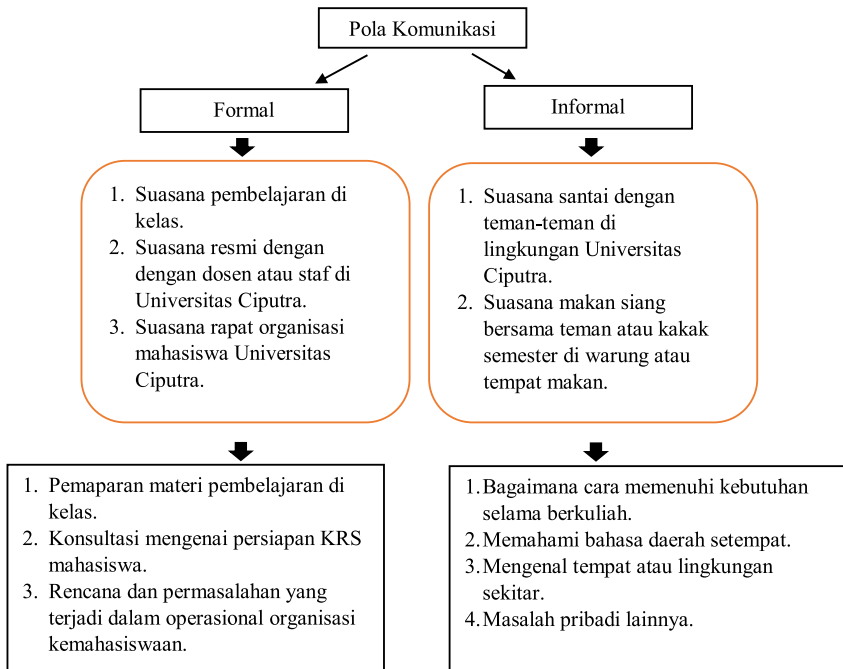 Pola Komunikasi
Formal
Informal
1. Suasana pembelajaran di
kelas.
2. Suasana resmi dengan
dengan dosen atau staf di
Universitas Ciputra.
3. Suasana rapat organisasi
mahasiswa Universitas
Ciputra.
1. Suasana santai dengan
teman-teman di
lingkungan Universitas
Ciputra.
2. Suasana makan siang
bersama teman atau kakak
semester di warung atau
tempat makan.
1. Pemaparan materi pembelajaran di
kelas.
2. Konsultasi mengenai persiapan KRS
mahasiswa.
3. Rencana dan permasalahan yang
terjadi dalam operasional organisasi
kemahasiswaan.
1. Bagaimana cara memenuhi kebutuhan
selama berkuliah.
2. Memahami bahasa daerah setempat.
3. Mengenal tempat atau lingkungan
sekitar.
4. Masalah pribadi lainnya.